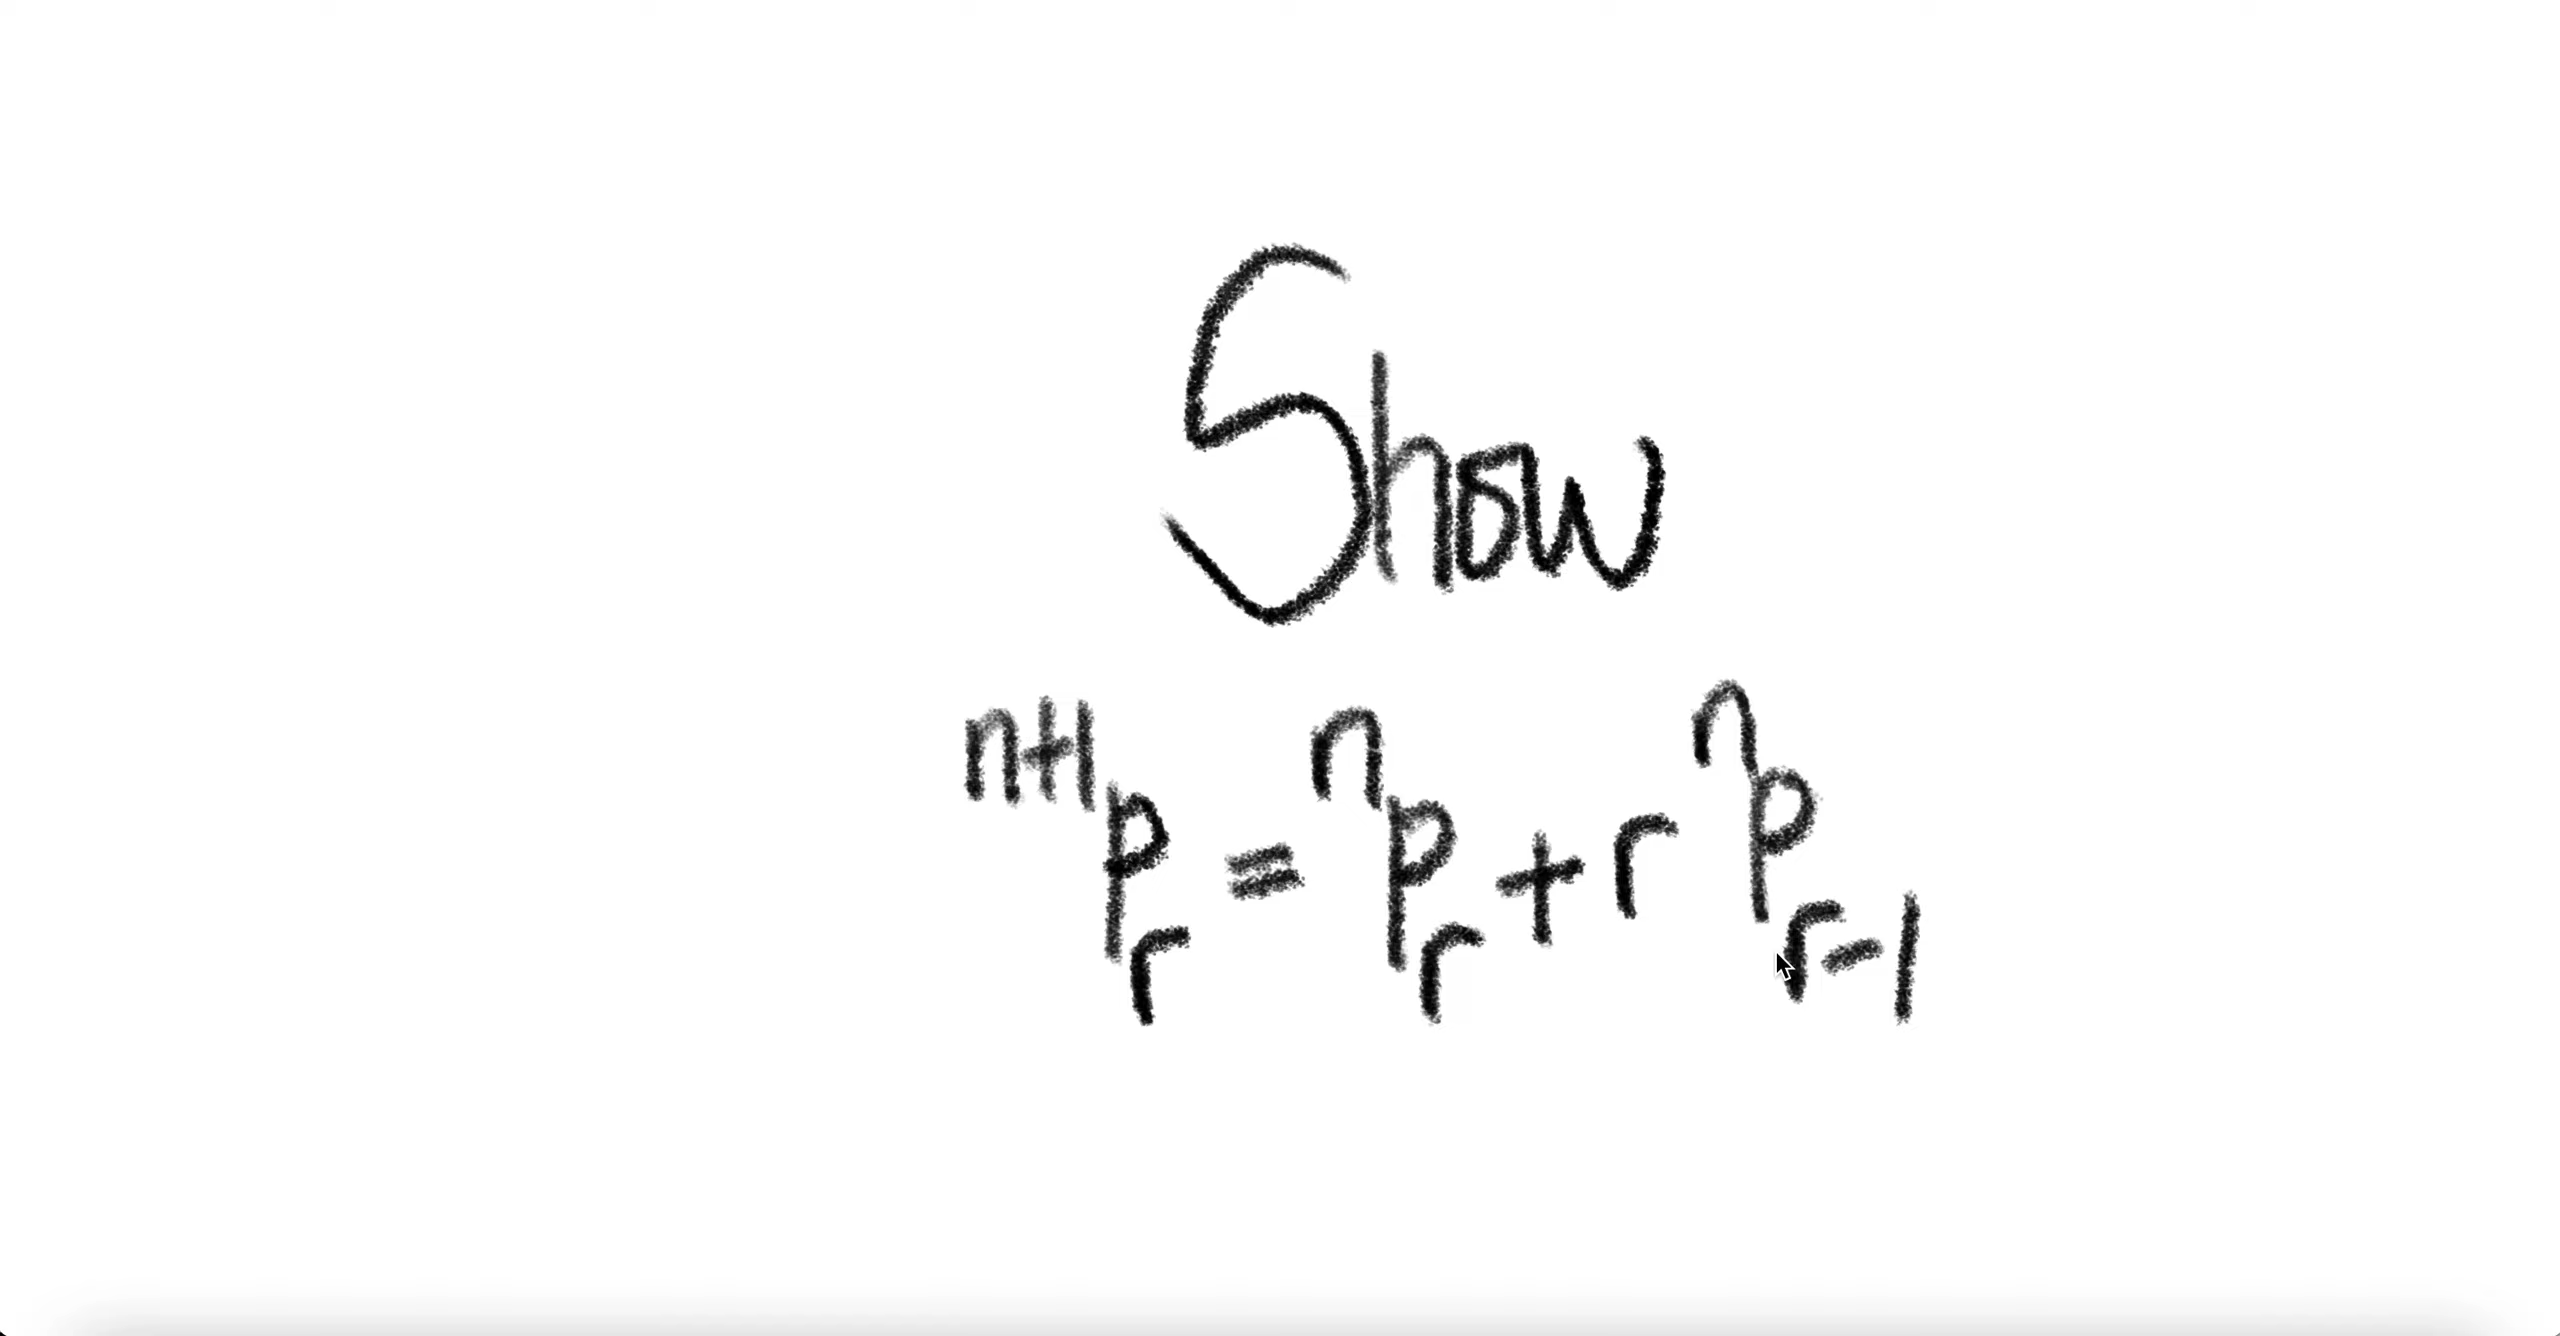 Show
ⁿ⁺¹Pᵣ = ⁿPᵣ + r ⁿPᵣ₋₁